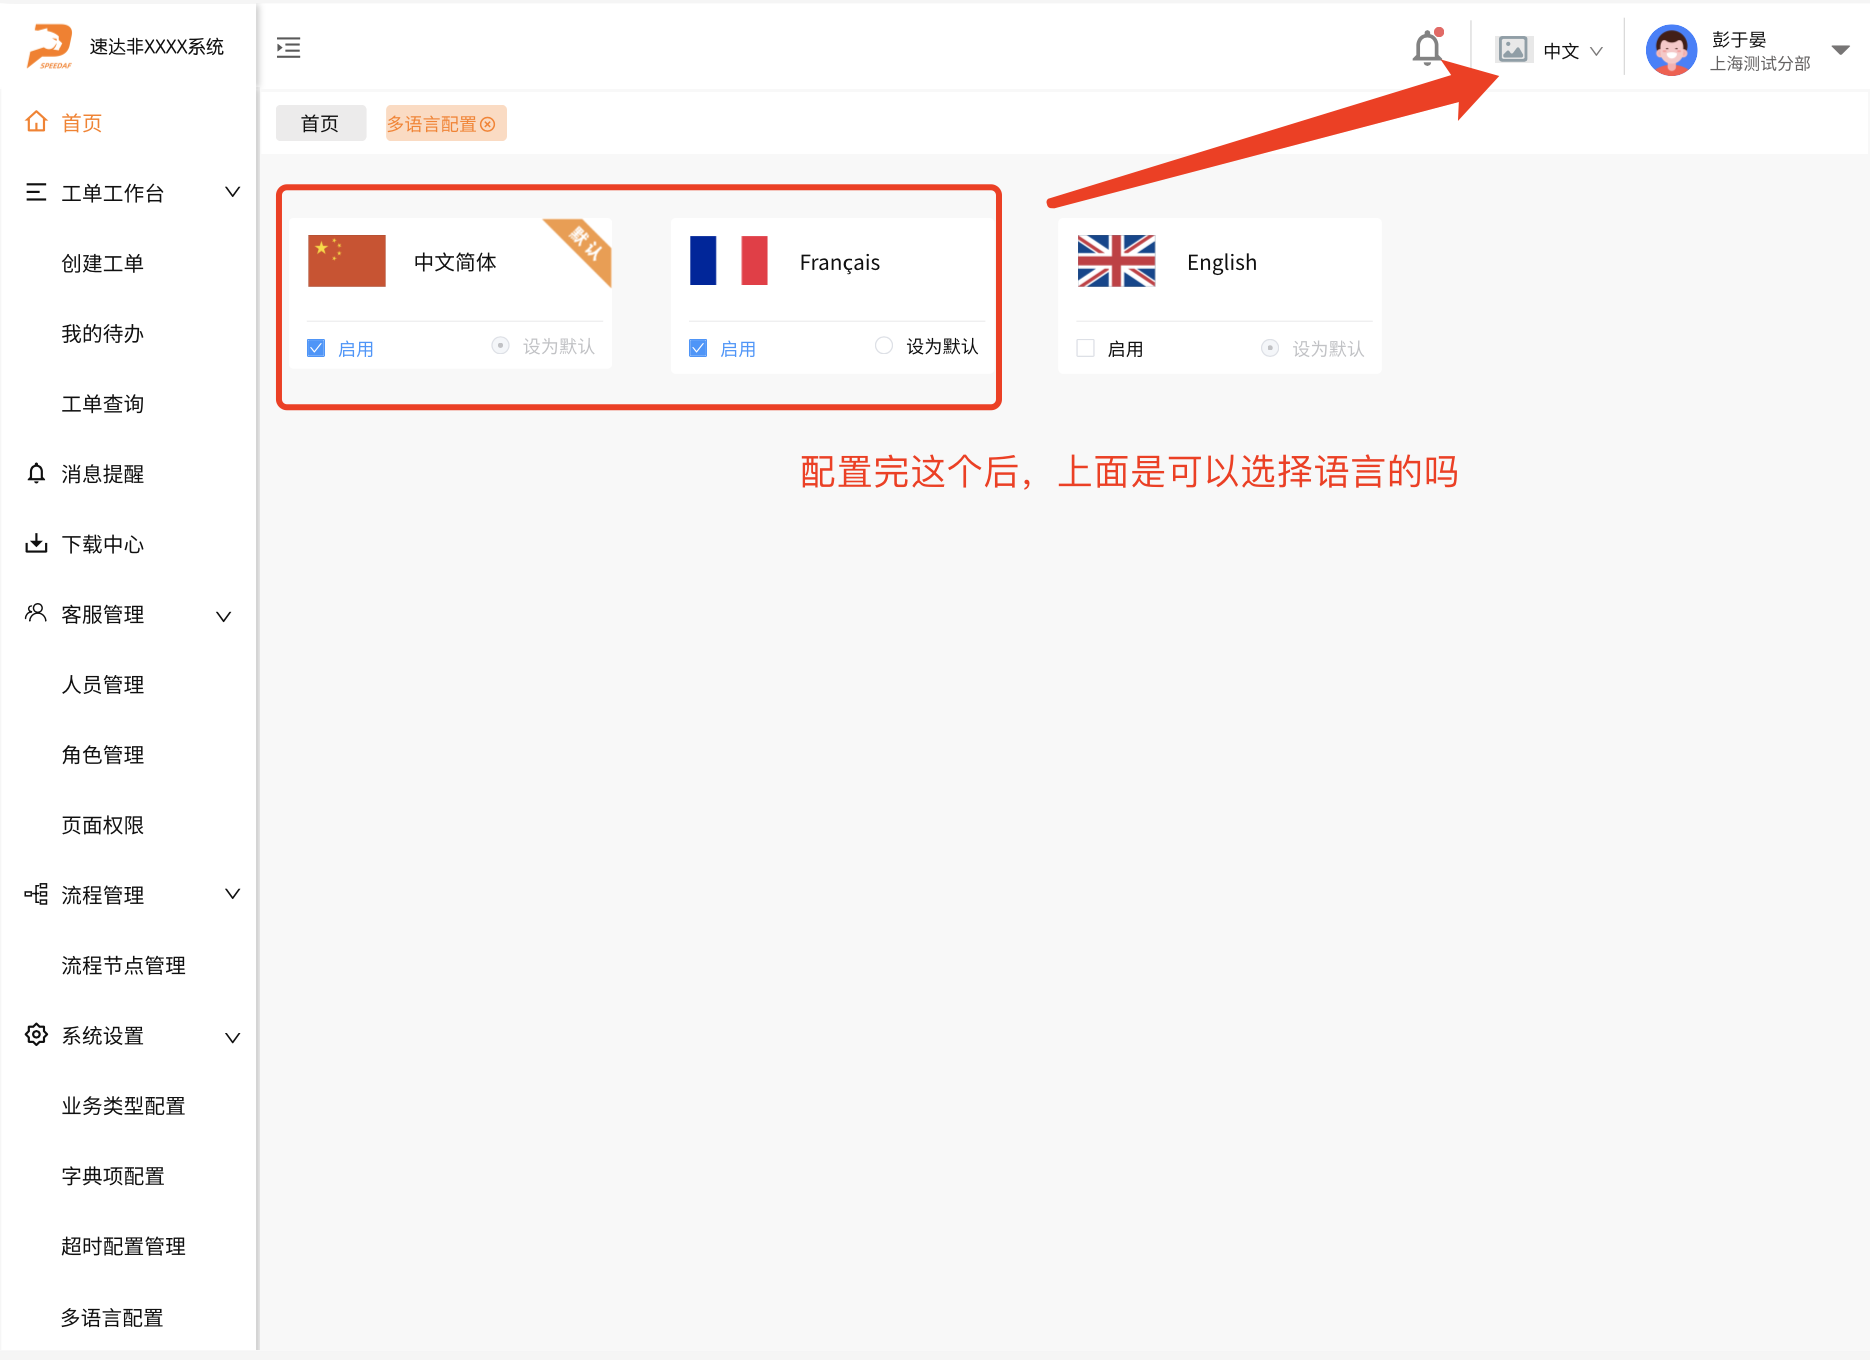 SPEEDAF
速达非XXXX系统
中文
彭于晏
上海测试分部
首页
多语言配置
首页
工单工作台
创建工单
我的待办
工单查询
消息提醒
下载中心
客服管理
人员管理
角色管理
页面权限
流程管理
流程节点管理
系统设置
业务类型配置
字典项配置
超时配置管理
多语言配置
中文简体
默认
启用
设为默认
Français
启用
设为默认
English
启用
设为默认
配置完这个后，上面是可以选择语言的吗